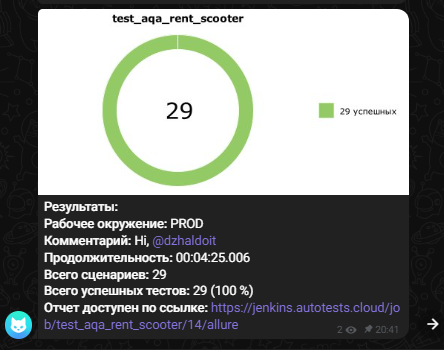 test_aqa_rent_scooter
29
29 успешных
Результаты:
Рабочее окружение: PROD
Комментарий: Hi, @dzhaldoit
Продолжительность: 00:04:25.006
Всего сценариев: 29
Всего успешных тестов: 29 (100 %)
Отчет доступен по ссылке: https://jenkins.autotests.cloud/jo
b/test_aqa_rent_scooter/14/allure
2 20:41